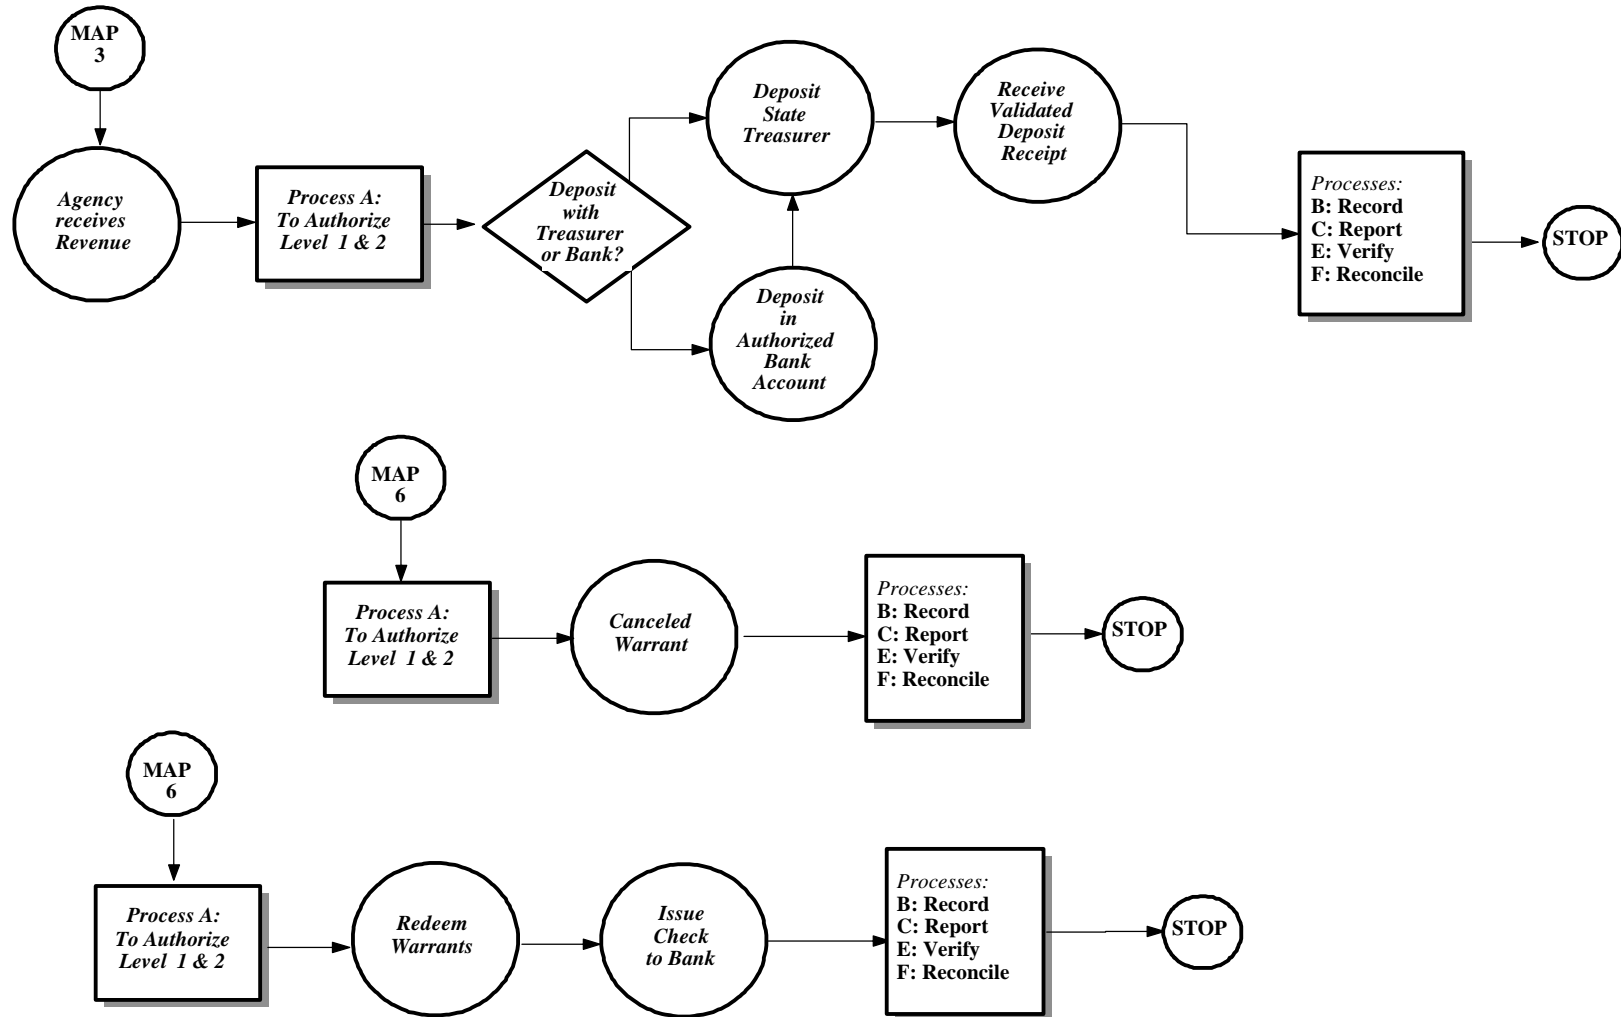 MAP
3
Agency
receives
Revenue
Process A:
To Authorize
Level 1 & 2
Deposit
with
Treasurer
or Bank?
Deposit
State
Treasurer
Deposit
in
Authorized
Bank
Account
Receive
Validated
Deposit
Receipt
Processes:
B: Record
C: Report
E: Verify
F: Reconcile
STOP
MAP
6
Process A:
To Authorize
Level 1 & 2
Canceled
Warrant
Processes:
B: Record
C: Report
E: Verify
F: Reconcile
STOP
MAP
6
Process A:
To Authorize
Level 1 & 2
Redeem
Warrants
Issue
Check
to Bank
Processes:
B: Record
C: Report
E: Verify
F: Reconcile
STOP